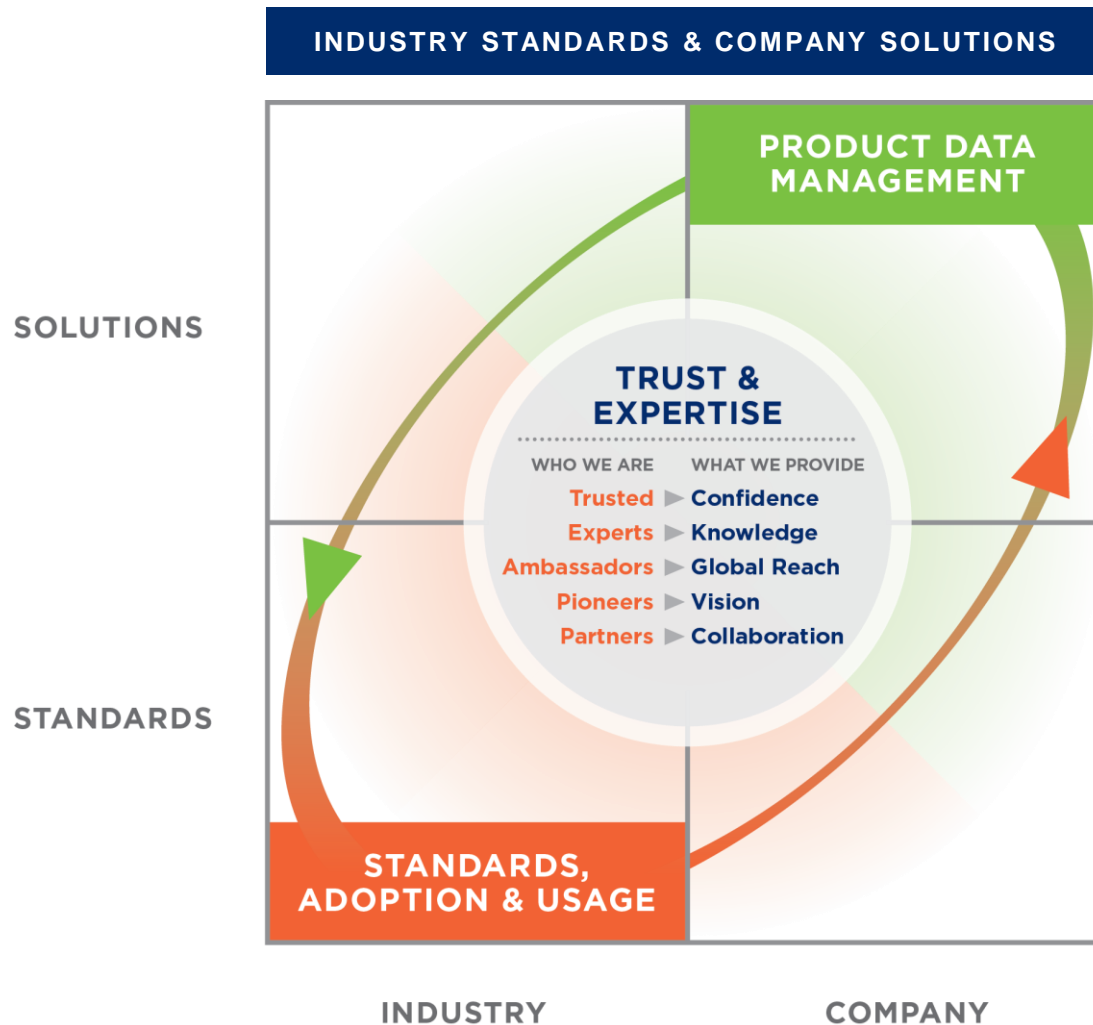 INDUSTRY STANDARDS & COMPANY SOLUTIONS
PRODUCT DATA
MANAGEMENT
SOLUTIONS
TRUST &
EXPERTISE
WHO WE ARE WHAT WE PROVIDE
Trusted Confidence
Experts Knowledge
Ambassadors Global Reach
Pioneers Vision
Partners Collaboration
STANDARDS
STANDARDS,
ADOPTION & USAGE
INDUSTRY COMPANY